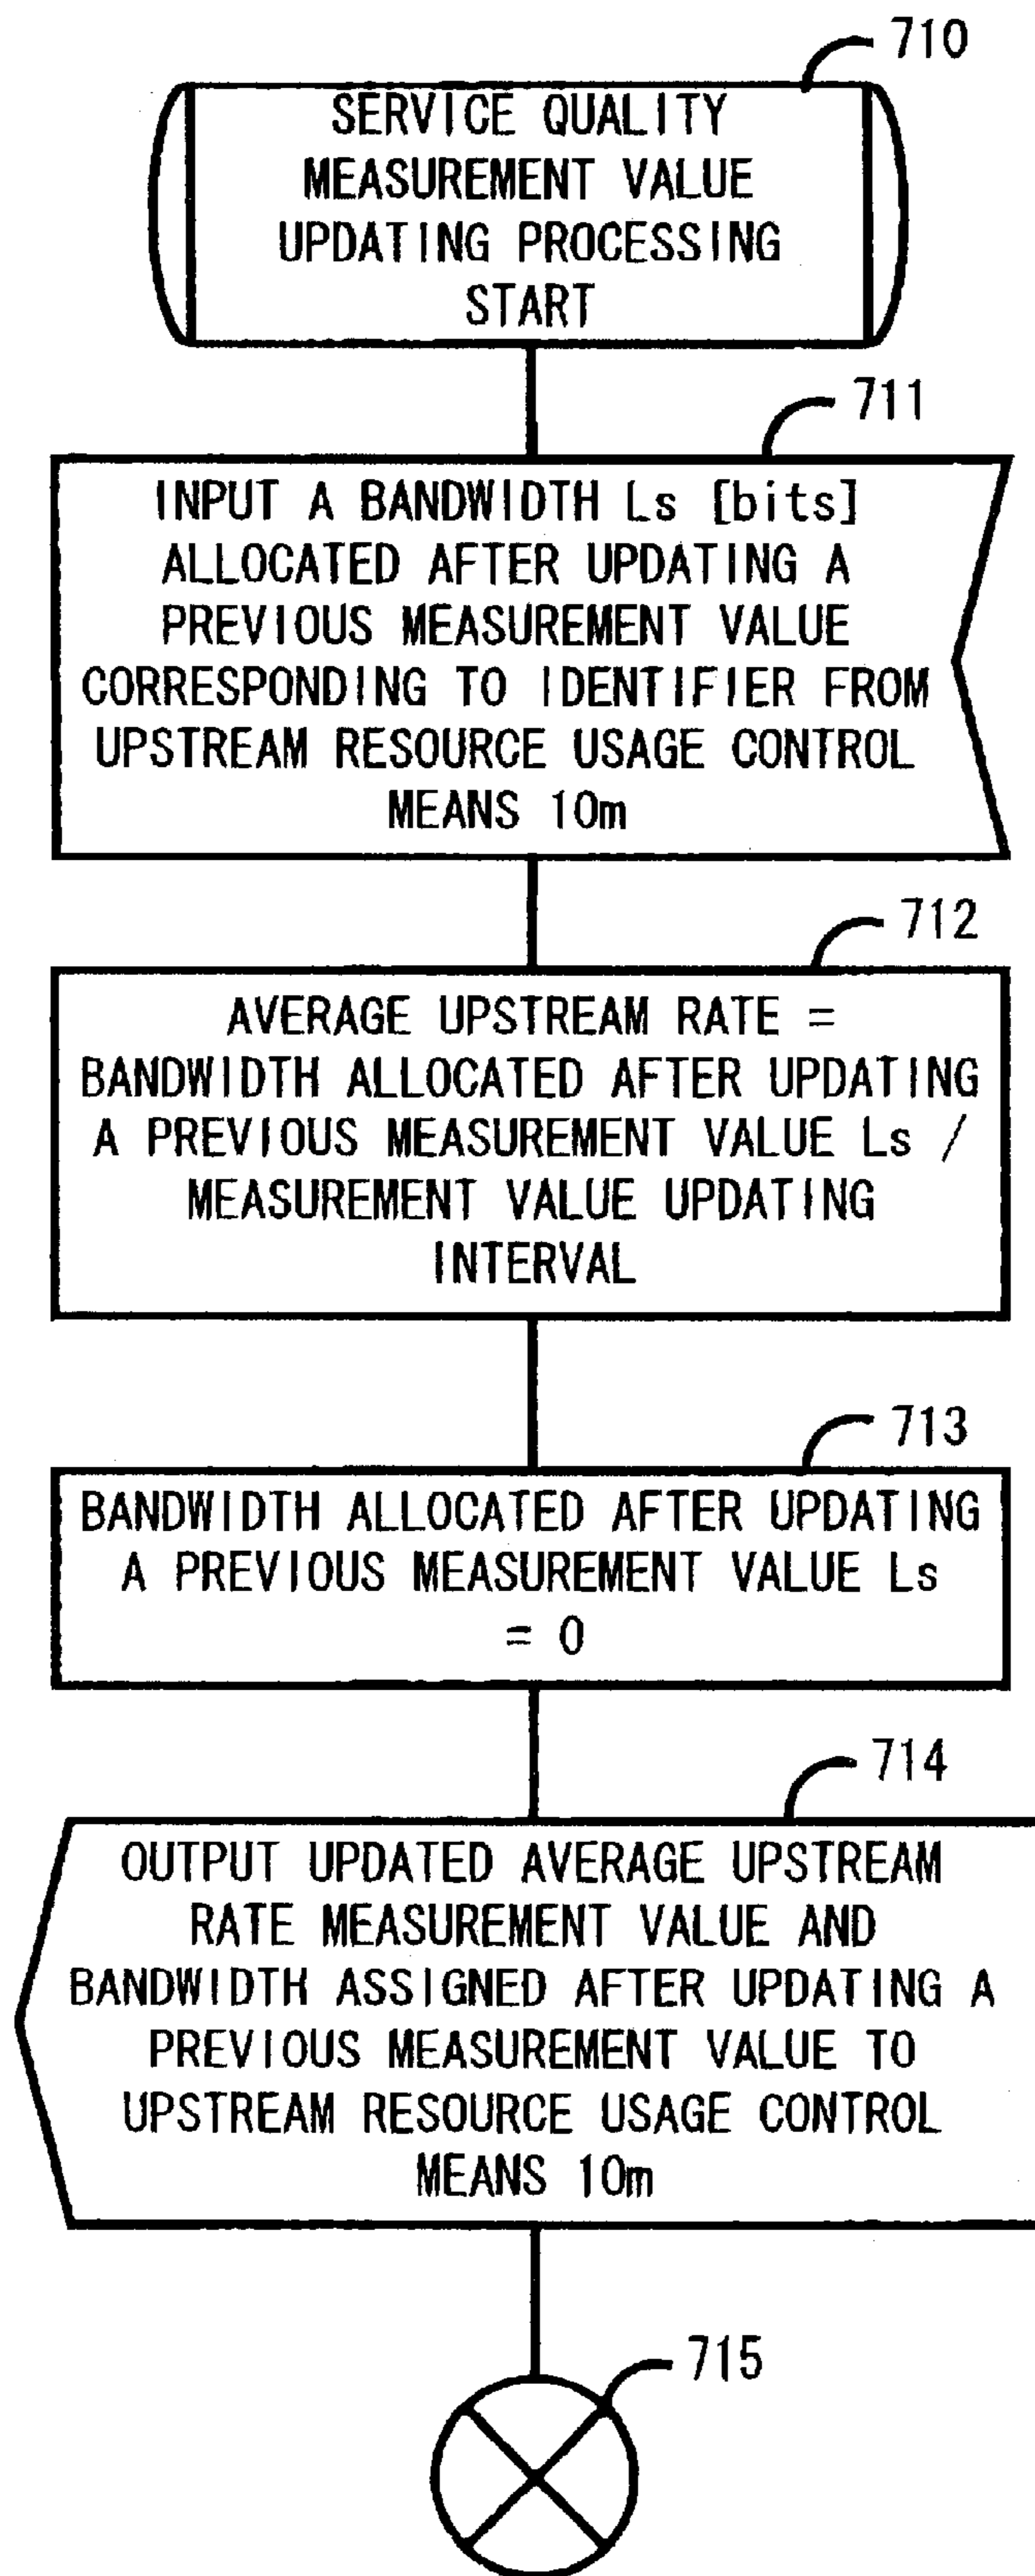 710
SERVICE QUALITY
MEASUREMENT VALUE
UPDATING PROCESSING
START
711
INPUT A BANDWIDTH Ls [bits]
ALLOCATED AFTER UPDATING A
PREVIOUS MEASUREMENT VALUE
CORRESPONDING TO IDENTIFIER FROM
UPSTREAM RESOURCE USAGE CONTROL
MEANS 10m
712
AVERAGE UPSTREAM RATE =
BANDWIDTH ALLOCATED AFTER UPDATING
A PREVIOUS MEASUREMENT VALUE Ls /
MEASUREMENT VALUE UPDATING
INTERVAL
713
BANDWIDTH ALLOCATED AFTER UPDATING
A PREVIOUS MEASUREMENT VALUE Ls
= 0
714
OUTPUT UPDATED AVERAGE UPSTREAM
RATE MEASUREMENT VALUE AND
BANDWIDTH ASSIGNED AFTER UPDATING A
PREVIOUS MEASUREMENT VALUE TO
UPSTREAM RESOURCE USAGE CONTROL
MEANS 10m
715